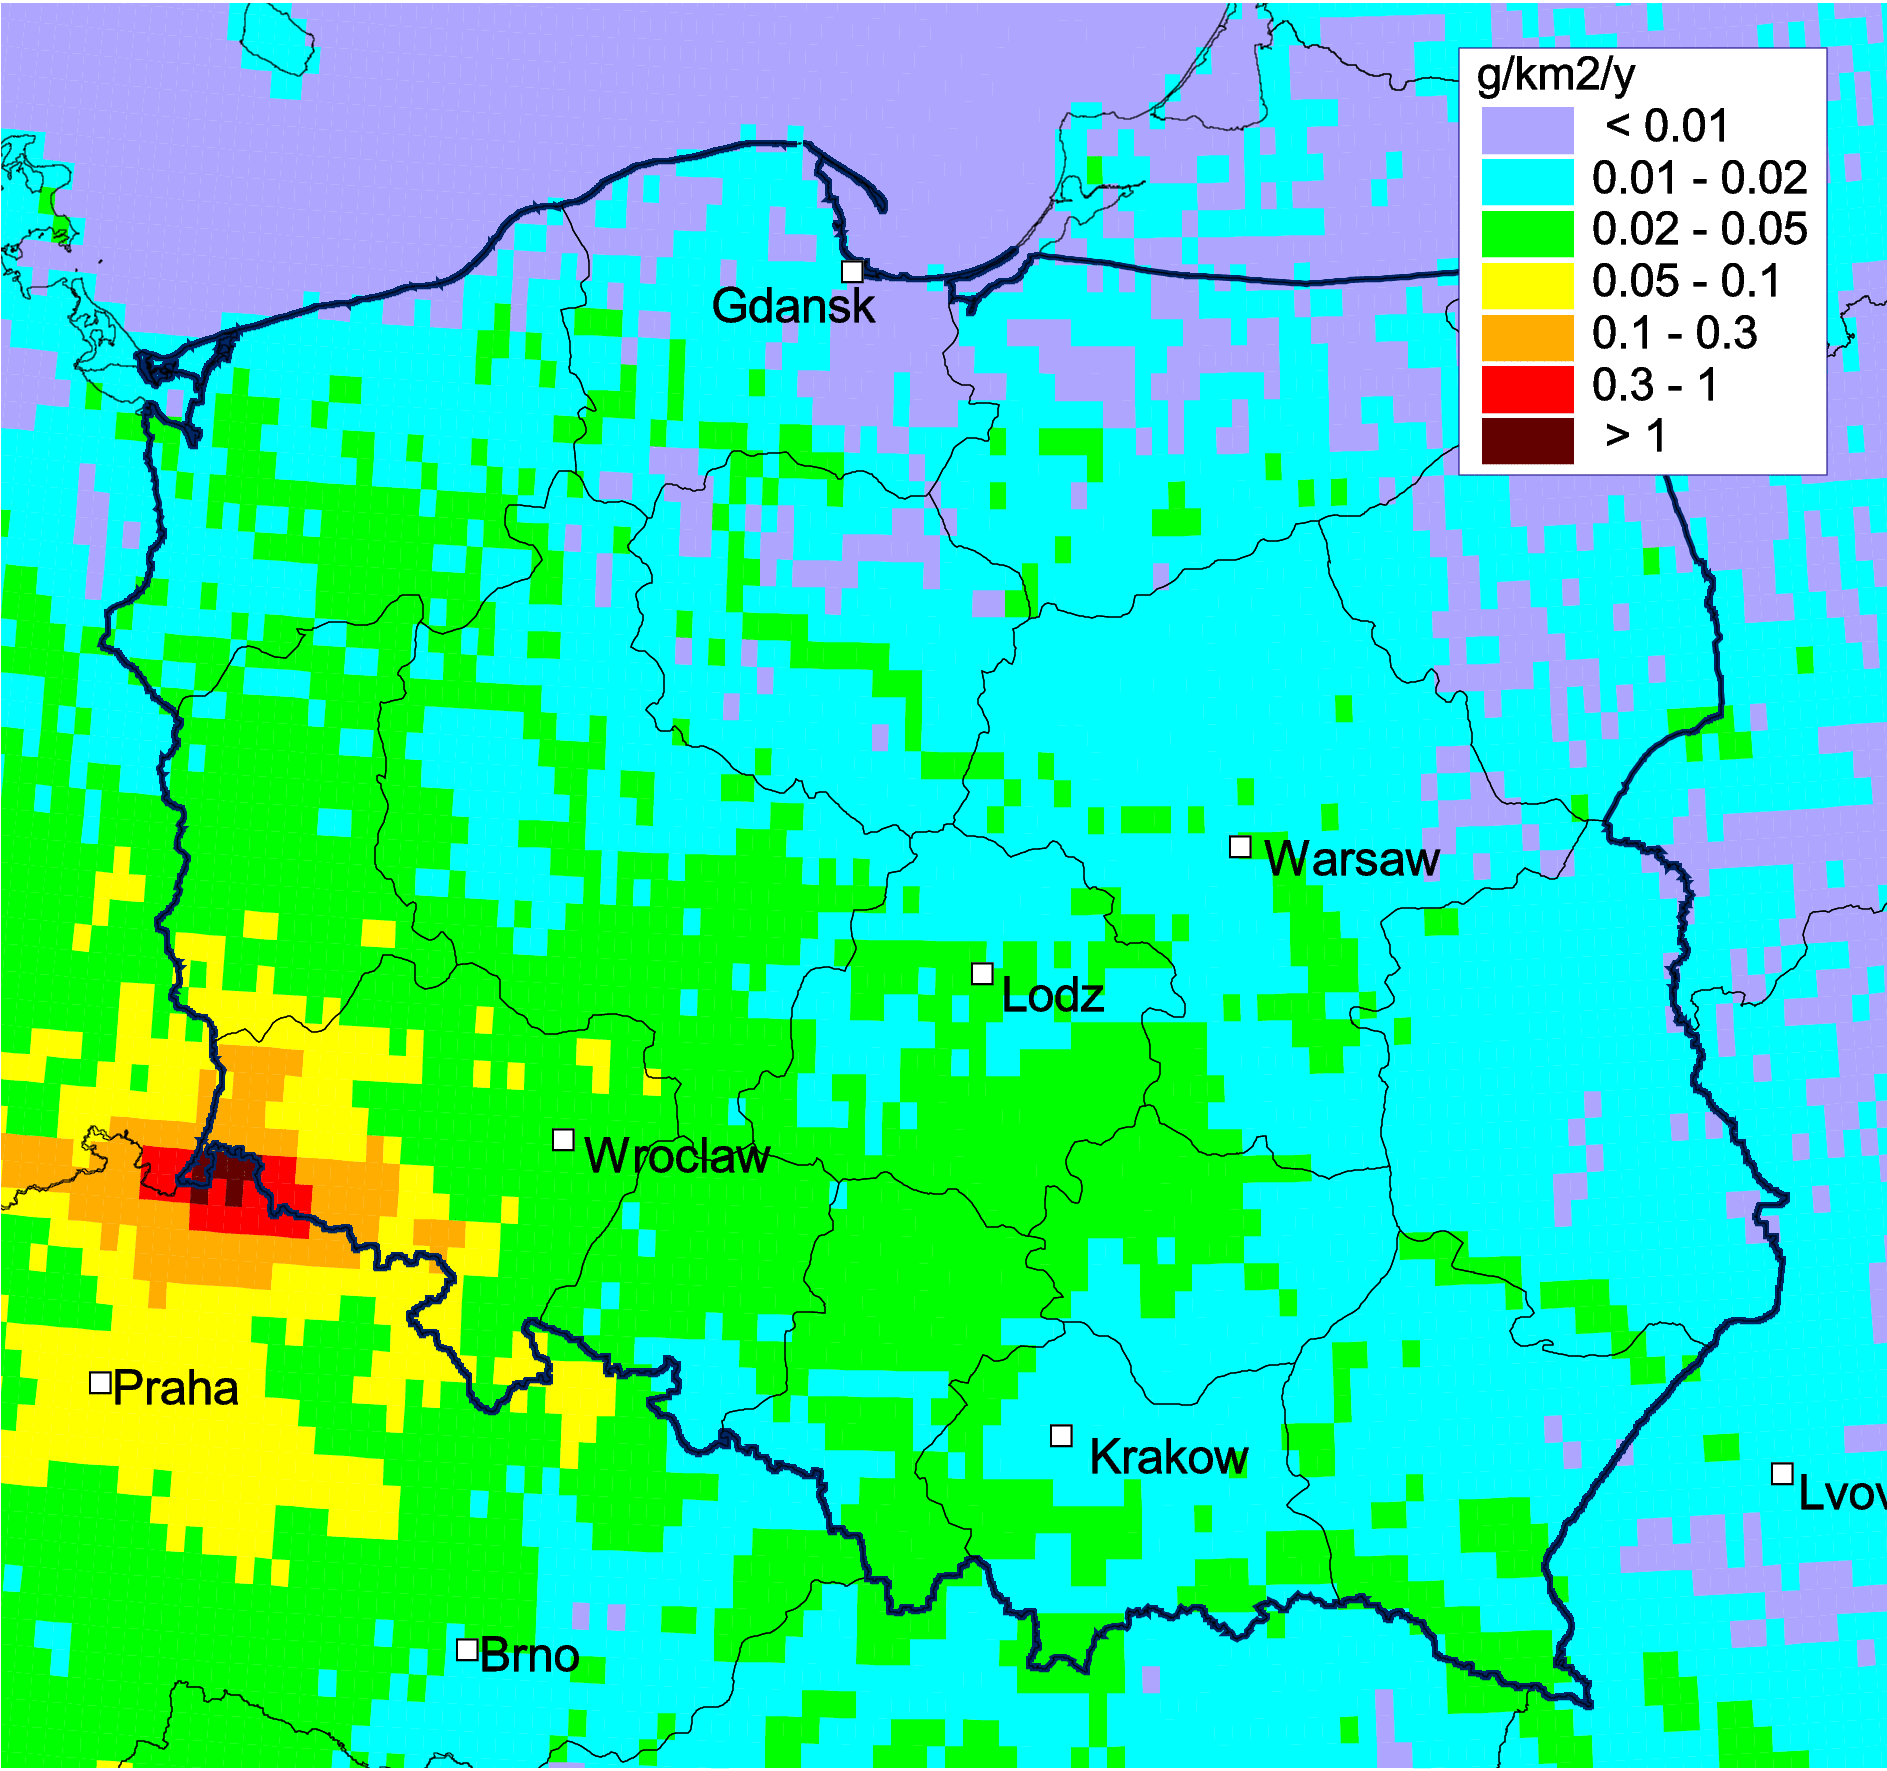 g/km2/y
< 0.01
0.01 - 0.02
0.02 - 0.05
0.05 - 0.1
0.1 - 0.3
0.3 - 1
> 1
Gdansk
Warsaw
Lodz
Wroclaw
Praha
Krakow
Lvov
Brno